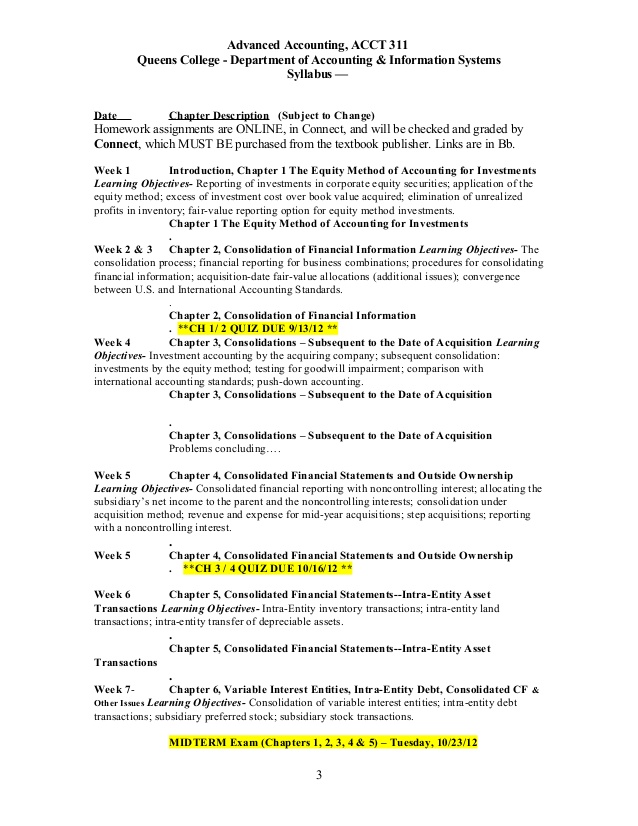 Advanced Accounting, ACCT 311
Queens College - Department of Accounting & Information Systems
Syllabus —
Date Chapter Description (Subject to Change)
Homework assignments are ONLINE, in Connect, and will be checked and graded by
Connect, which MUST BE purchased from the textbook publisher. Links are in Bb.
Week 1 Introduction, Chapter 1 The Equity Method of Accounting for Investments
Learning Objectives- Reporting of investments in corporate equity securities; application of the
equity method; excess of investment cost over book value acquired; elimination of unrealized
profits in inventory; fair-value reporting option for equity method investments.
Chapter 1 The Equity Method of Accounting for Investments
.
Week 2 & 3 Chapter 2, Consolidation of Financial Information Learning Objectives- The
consolidation process; financial reporting for business combinations; procedures for consolidating
financial information; acquisition-date fair-value allocations (additional issues); convergence
between U.S. and International Accounting Standards.
.
Chapter 2, Consolidation of Financial Information
. **CH 1/ 2 QUIZ DUE 9/13/12 **
Week 4 Chapter 3, Consolidations – Subsequent to the Date of Acquisition Learning
Objectives- Investment accounting by the acquiring company; subsequent consolidation:
investments by the equity method; testing for goodwill impairment; comparison with
international accounting standards; push-down accounting.
Chapter 3, Consolidations – Subsequent to the Date of Acquisition
.
Chapter 3, Consolidations – Subsequent to the Date of Acquisition
Problems concluding….
Week 5 Chapter 4, Consolidated Financial Statements and Outside Ownership
Learning Objectives- Consolidated financial reporting with noncontrolling interest; allocating the
subsidiary's net income to the parent and the noncontrolling interests; consolidation under
acquisition method; revenue and expense for mid-year acquisitions; step acquisitions; reporting
with a noncontrolling interest.
.
Week 5 Chapter 4, Consolidated Financial Statements and Outside Ownership
. **CH 3 / 4 QUIZ DUE 10/16/12 **
Week 6 Chapter 5, Consolidated Financial Statements--Intra-Entity Asset
Transactions Learning Objectives- Intra-Entity inventory transactions; intra-entity land
transactions; intra-entity transfer of depreciable assets.
.
Chapter 5, Consolidated Financial Statements--Intra-Entity Asset
Transactions
.
Week 7- Chapter 6, Variable Interest Entities, Intra-Entity Debt, Consolidated CF &
Other Issues Learning Objectives- Consolidation of variable interest entities; intra-entity debt
transactions; subsidiary preferred stock; subsidiary stock transactions.
MIDTERM Exam (Chapters 1, 2, 3, 4 & 5) – Tuesday, 10/23/12
3